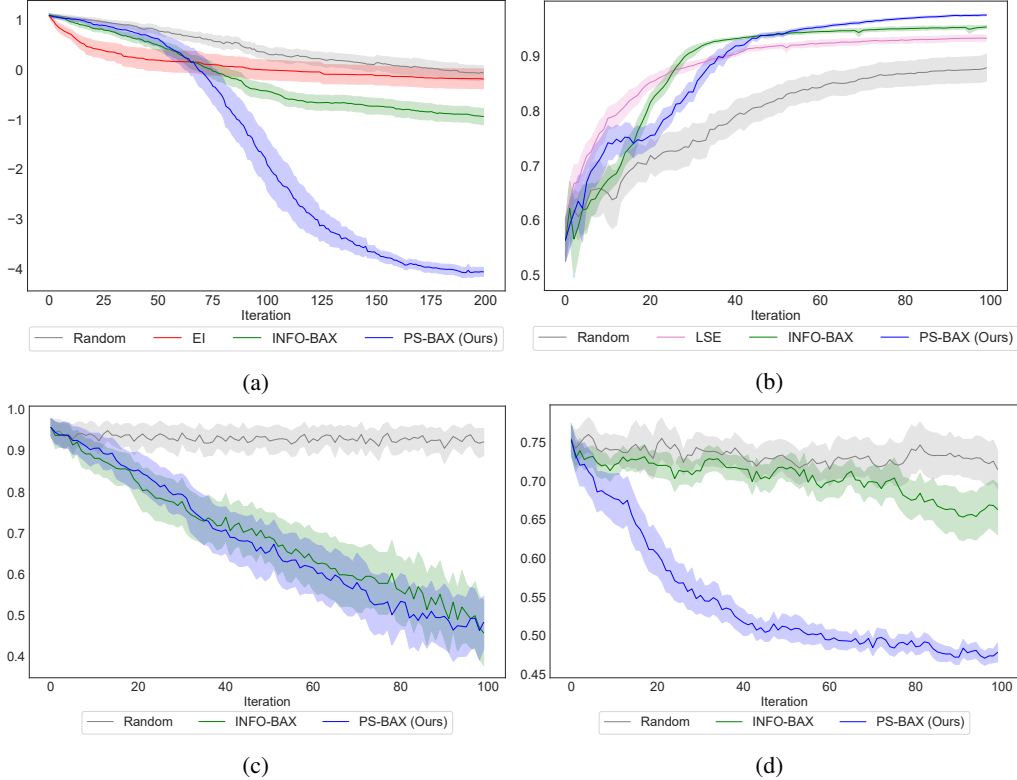 1
0
−1
−2
−3
−4
0 25 50 75 100 125 150 175 200
Iteration
Random EI INFO-BAX PS-BAX (Ours)
(a)
0.9
0.8
0.7
0.6
0.5
0 20 40 60 80 100
Iteration
Random LSE INFO-BAX PS-BAX (Ours)
(b)
1.0
0.9
0.8
0.7
0.6
0.5
0.4
0 20 40 60 80 100
Iteration
Random INFO-BAX PS-BAX (Ours)
(c)
0.75
0.70
0.65
0.60
0.55
0.50
0.45
0 20 40 60 80 100
Iteration
Random INFO-BAX PS-BAX (Ours)
(d)